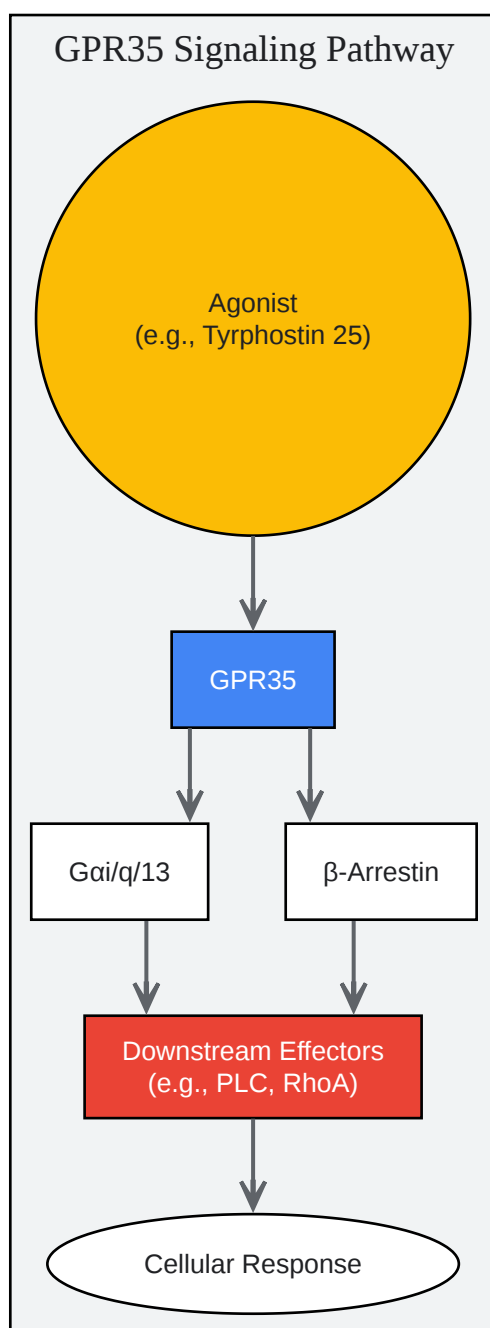 GPR35 Signaling Pathway
Agonist
(e.g., Tyrphostin 25)
GPR35
Gαi/q/13
β-Arrestin
Downstream Effectors
(e.g., PLC, RhoA)
Cellular Response